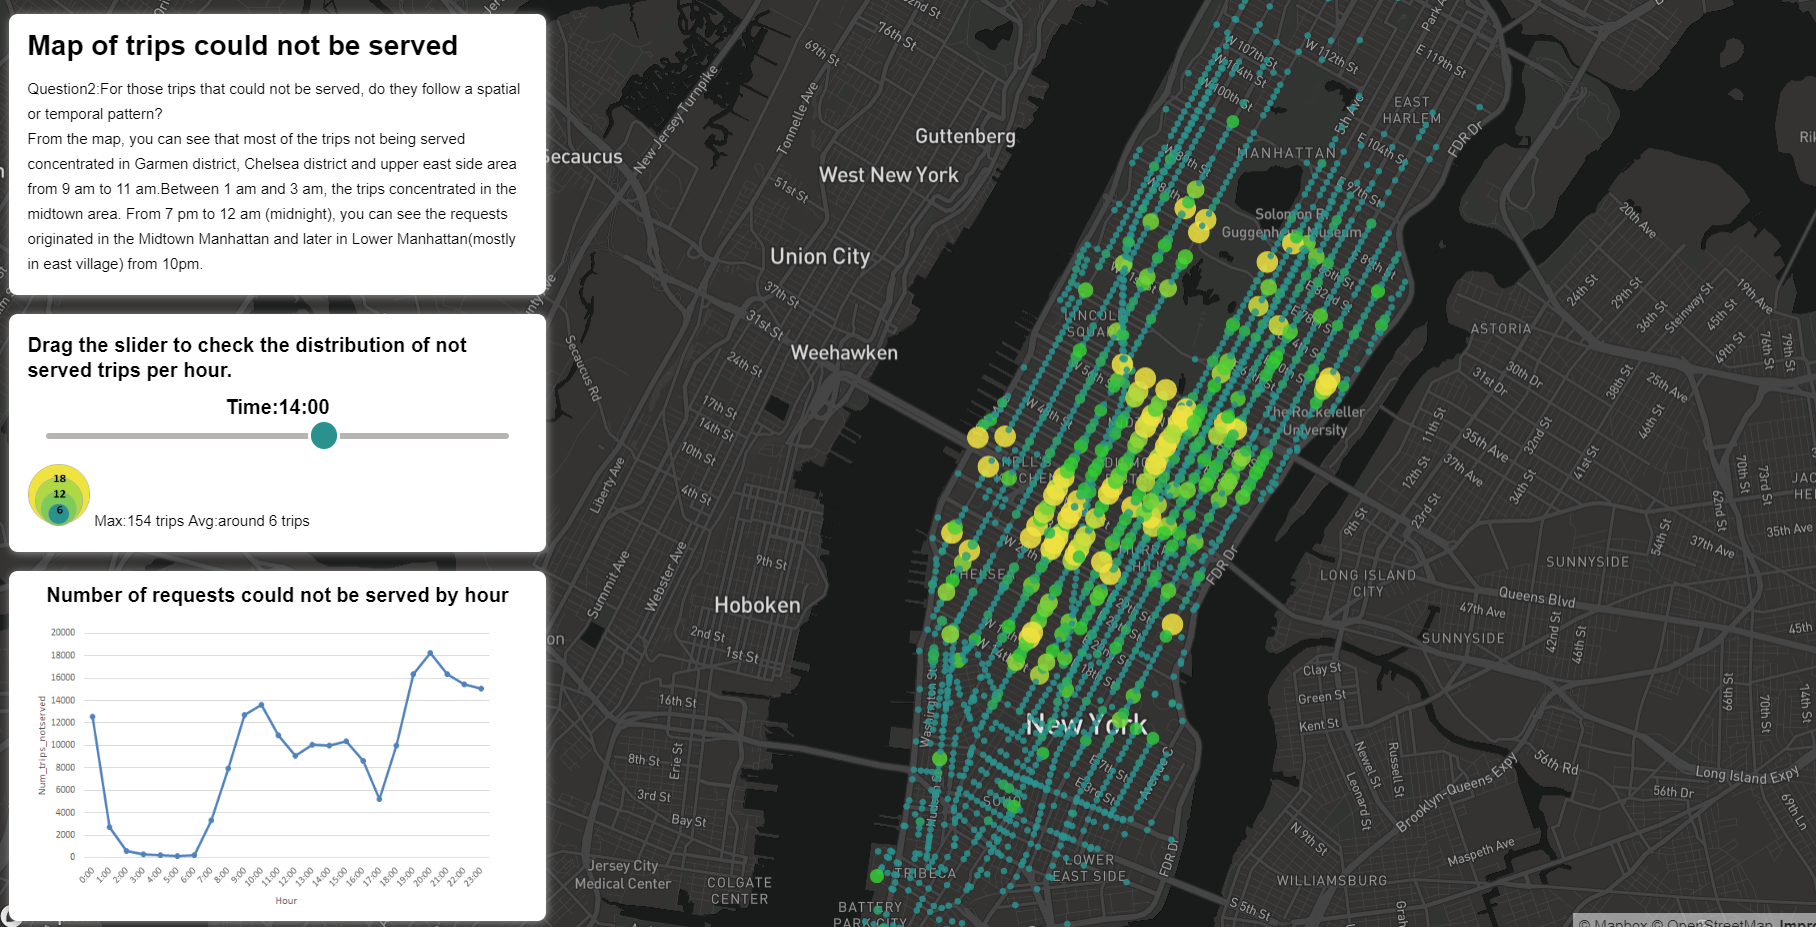 Map of trips could not be served
Question2:For those trips that could not be served, do they follow a spatial
or temporal pattern?
From the map, you can see that most of the trips not being served
concentrated in Garmen district, Chelsea district and upper east side area
from 9 am to 11 am.Between 1 am and 3 am, the trips concentrated in the
midtown area. From 7 pm to 12 am (midnight), you can see the requests
originated in the Midtown Manhattan and later in Lower Manhattan(mostly
in east village) from 10pm.
Drag the slider to check the distribution of not
served trips per hour.
Time:14:00
18
12
6
Max:154 trips Avg:around 6 trips
Number of requests could not be served by hour
20000
18000
16000
14000
12000
10000
8000
6000
4000
2000
0
Num_trips_notserved
0:00
1:00
2:00
3:00
4:00
5:00
6:00
7:00
8:00
9:00
10:00
11:00
12:00
13:00
14:00
15:00
16:00
17:00
18:00
19:00
20:00
21:00
22:00
23:00
Hour
76th St
69th St
New Jersey Turnpike
Tonnelle Ave
Secaucus
Guttenberg
West New York
51st St
Union City
37th St
31st St
Weehawken
24th St
Secaucus Rd
17th St
14th St
10th St
4th St
Liberty Ave
9th St
Summit Ave
Webster Ave
Hoboken
2nd St
1st St
16th St
8th St
Erie St
3rd St
Bay St
Jersey City
Medical Center
COLGATE
CENTER
BATTERY
PARK CITY
TRIBECA
LOWER
EAST SIDE
FDR Dr
New York
E 7th St
E 3rd St
Avenue C
Washington St
W 107th St
W 104th St
W 100th St
W 112th St
E 119th St
Park A
5th Ave
EAST
HARLEM
E 104th St
FDR Dr
MANHATTAN
E 97th St
Solomon R.
Guggenheim Museum
E 89th St
LINCOLN
SQUARE
The Rockefeller
University
FDR Dr
ASTORIA
20th Ave
24th St
29th St
36th St
Steinway St
45th St
19th Ave
49th St
76th St
79th St
30th Dr
31st Dr
38th St
25th Ave
11th St
35th Ave
32nd St
46th St
12th St
37th Ave
34th St
41st St
70th St
73rd St
23rd St
9th St
62nd St
54th St
35th Ave
37th Ave
LONG ISLAND
CITY
SUNNYSIDE
Queens Blvd
47th Ave
SUNNYSIDE
42nd St
46th St
45th
Clay St
Green St
Kent St
69th St
70th St
14th St
Newel St
Russell St
Leonard St
Brooklyn-Queens Expy
56th Rd
Long Island Expy
56th Dr
69th Ln
N 9th St
Maspeth Ave
WILLIAMSBURG
S 5th St
© Mapbox © OpenStreetMap Impr